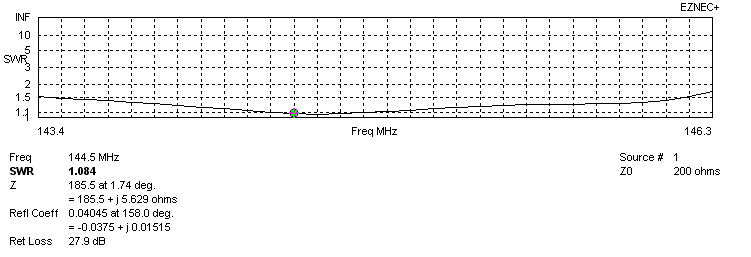 EZNEC+
INF
10
5
SWR
3
2
1.5
1.1
1
143.4 Freq MHz 146.3
Freq 144.5 MHz Source # 1
SWR 1.084 Z0 200 ohms
Z 185.5 at 1.74 deg.
= 185.5 + j 5.629 ohms
Refl Coeff 0.04045 at 158.0 deg.
= -0.0375 + j 0.01515
Ret Loss 27.9 dB